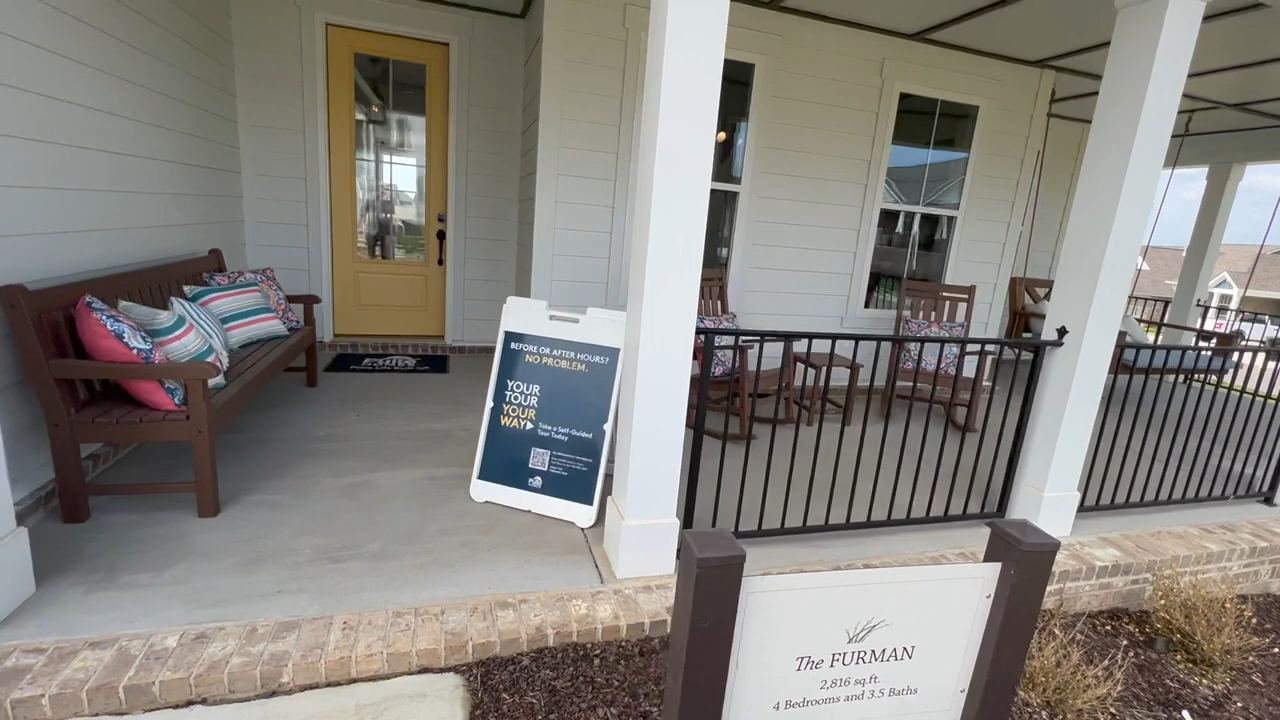 BEFORE OR AFTER HOURS?
NO PROBLEM.
YOUR
TOUR
YOUR
WAY
Take a Self-Guided
Tour Today
The FURMAN
2,816 sq.ft.
4 Bedrooms and 3.5 Baths